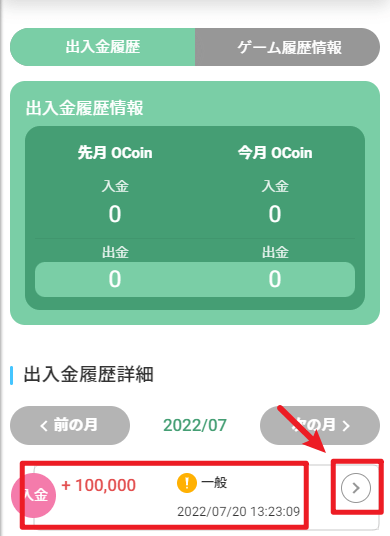 出入金履歴 ゲーム履歴情報
出入金履歴情報
先月 OCoin 今月 OCoin
入金 入金
0 0
出金 出金
0 0
出入金履歴詳細
前の月 2022/07 次の月
入金 + 100,000 ! 一般
2022/07/20 13:23:09